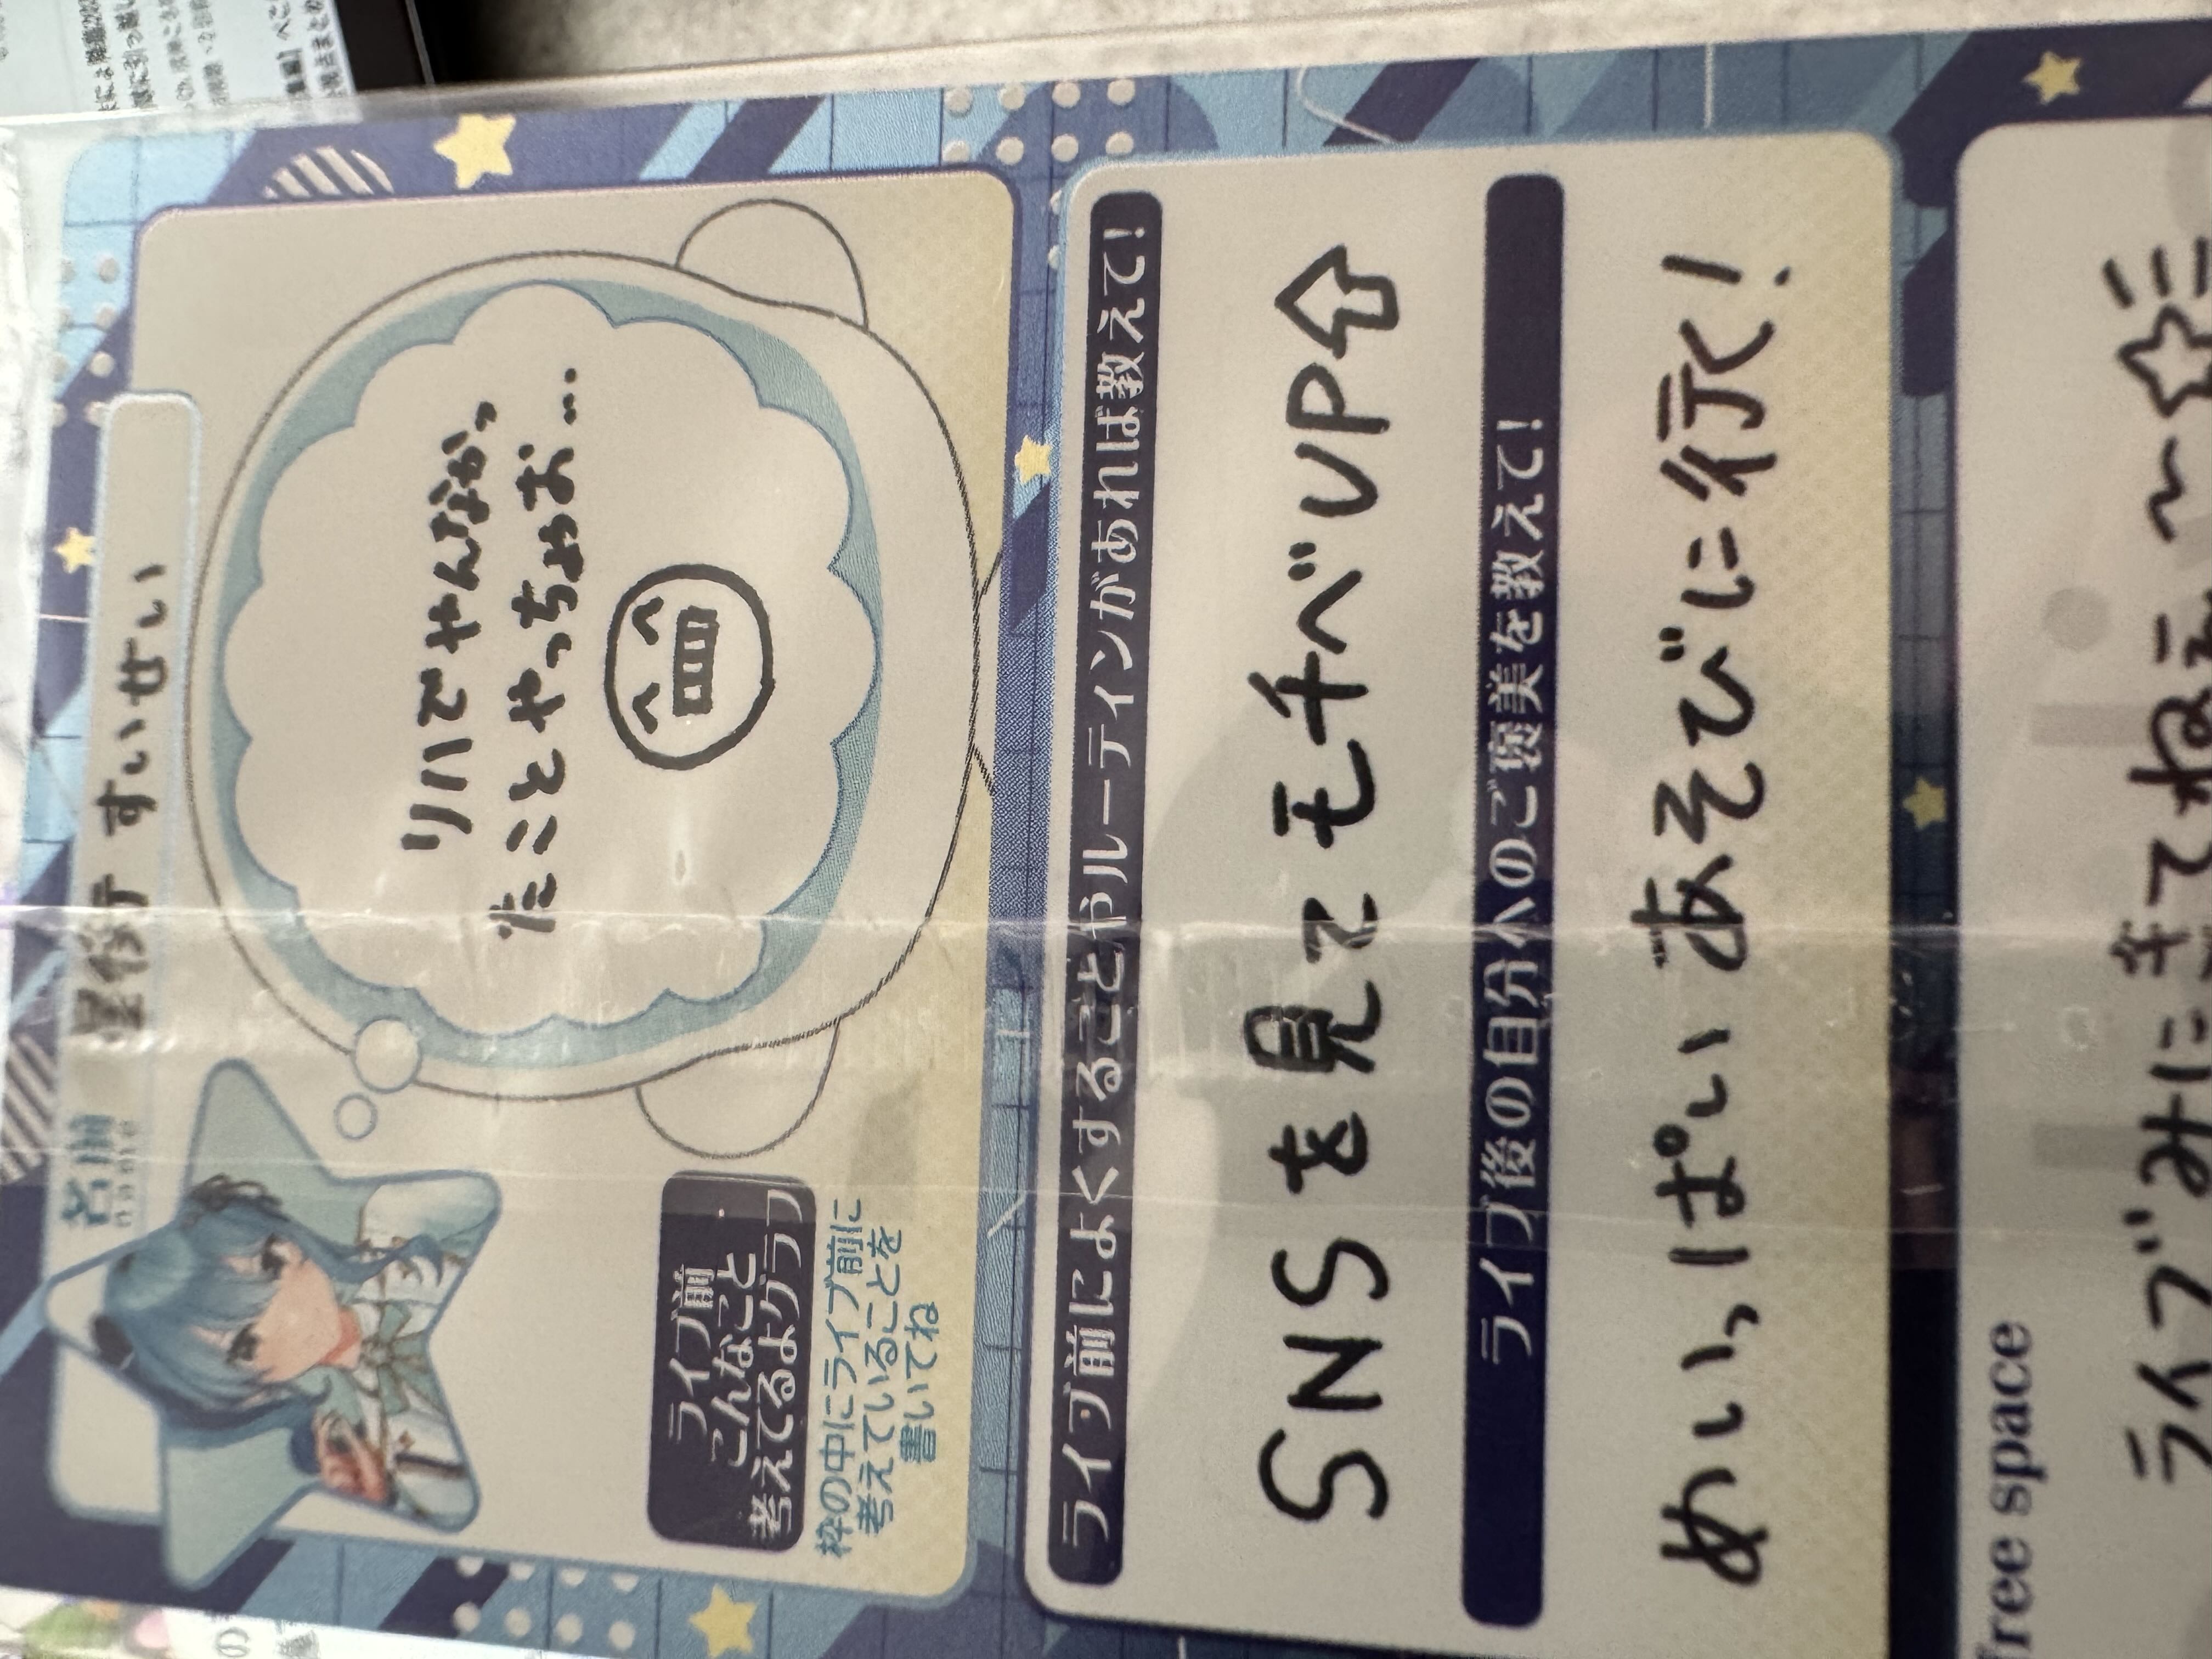 名前 星街 すいせい
name
リハでやんなかっ
たことやっちょお…
ライブ前
こんなこと
考えてるよグラフ
枠の中にライブ前に
考えていることを
書いてね
ライブ前によくすることやルーティンがあれば教えて!
SNSを見てモチベUP
ライブ後の自分へのご褒美を教えて!
めいっぱい あそびに行く!
free space
ライブみにきてねぇ〜